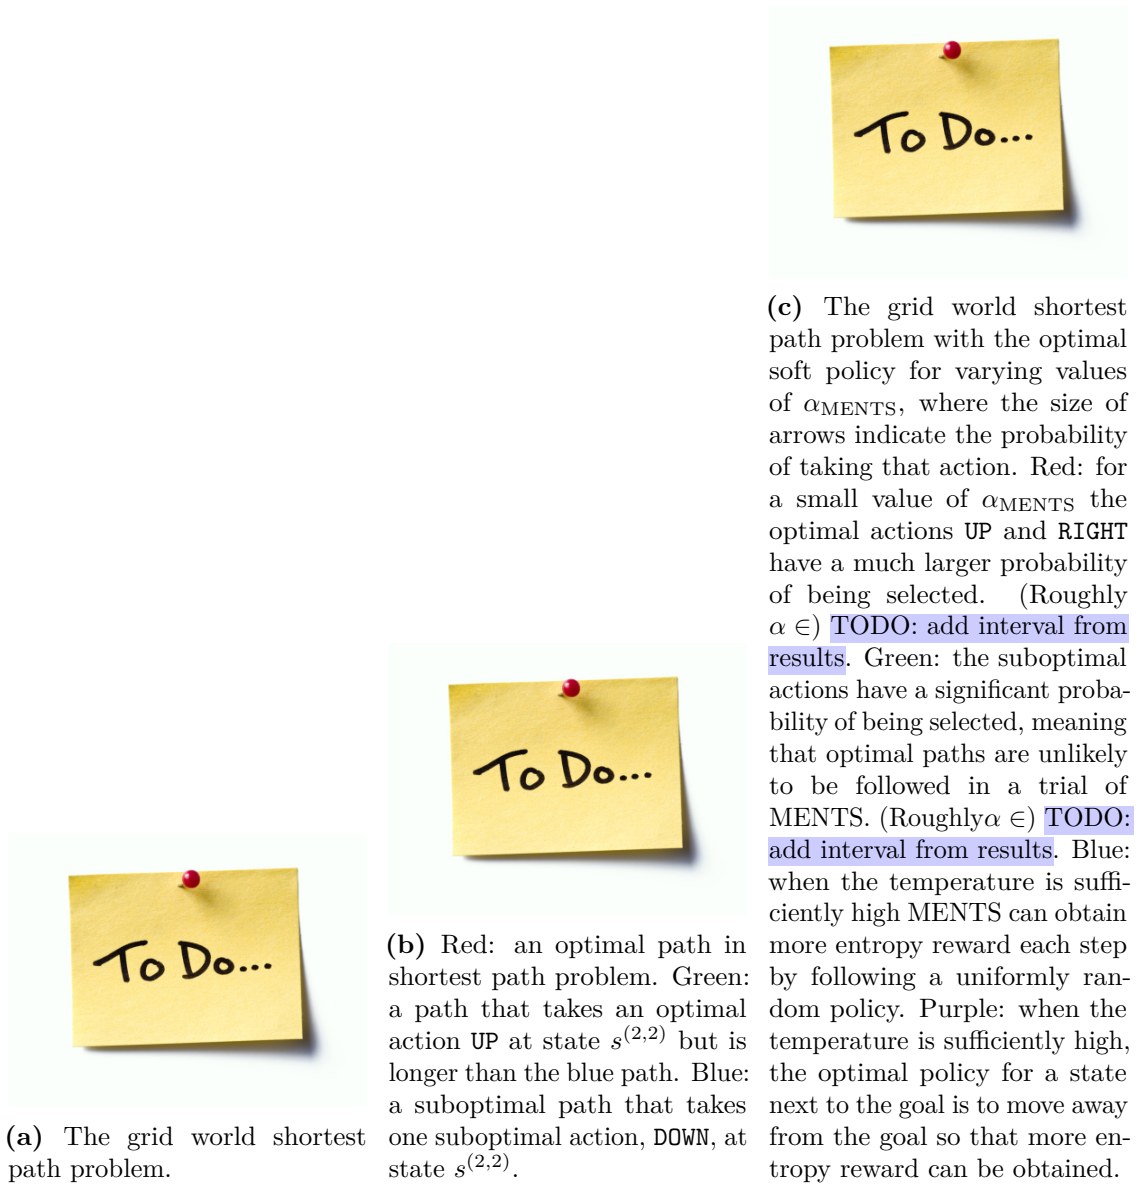 To Do...
(a) The grid world shortest
path problem.
To Do...
(b) Red: an optimal path in
shortest path problem. Green:
a path that takes an optimal
action UP at state s^(2,2) but is
longer than the blue path. Blue:
a suboptimal path that takes
one suboptimal action, DOWN, at
state s^(2,2).
To Do...
(c) The grid world shortest
path problem with the optimal
soft policy for varying values
of α_MENTS, where the size of
arrows indicate the probability
of taking that action. Red: for
a small value of α_MENTS the
optimal actions UP and RIGHT
have a much larger probability
of being selected. (Roughly
α ∈) TODO: add interval from
results. Green: the suboptimal
actions have a significant proba-
bility of being selected, meaning
that optimal paths are unlikely
to be followed in a trial of
MENTS. (Roughlyα ∈) TODO:
add interval from results. Blue:
when the temperature is suffi-
ciently high MENTS can obtain
more entropy reward each step
by following a uniformly ran-
dom policy. Purple: when the
temperature is sufficiently high,
the optimal policy for a state
next to the goal is to move away
from the goal so that more en-
tropy reward can be obtained.